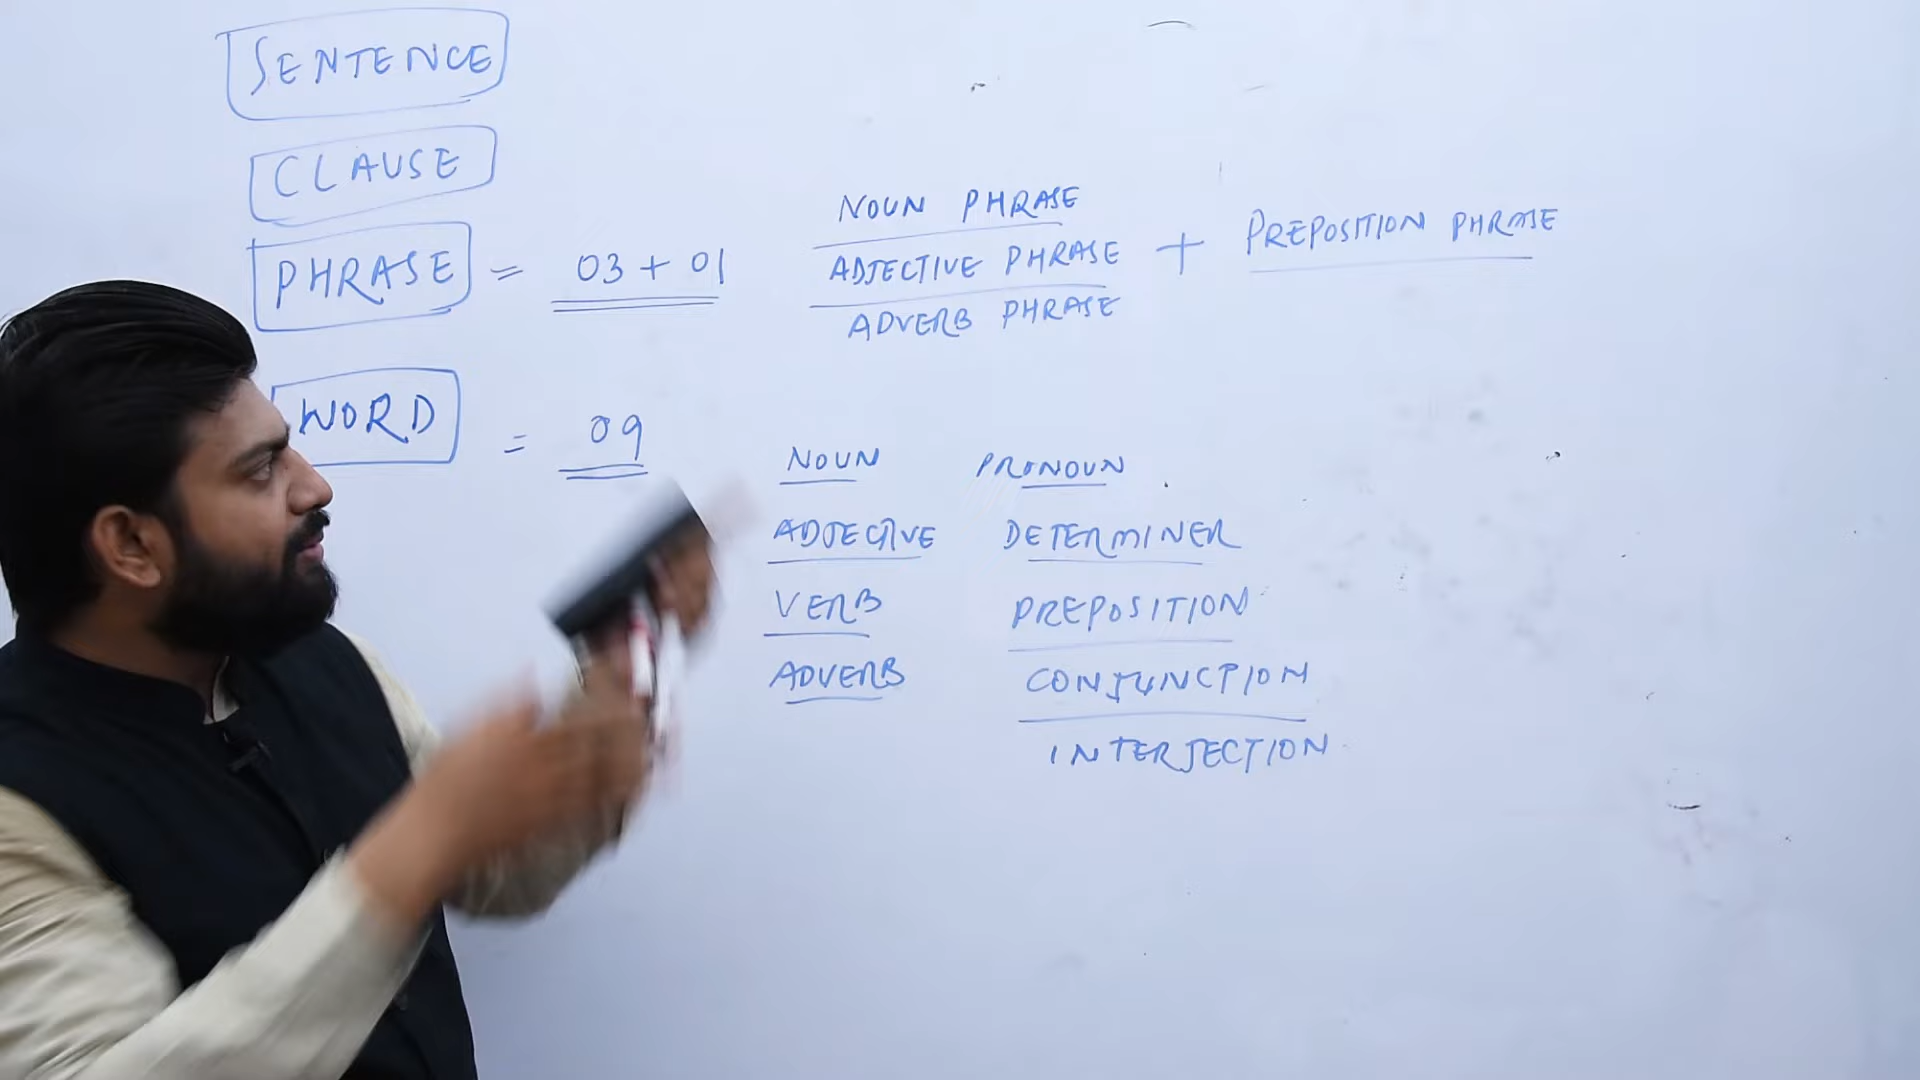 SENTENCE
CLAUSE
PHRASE = 03 + 01
NOUN PHRASE
ADJECTIVE PHRASE + PREPOSITION PHRASE
ADVERB PHRASE
WORD = 09
NOUN PRONOUN
ADJECTIVE DETERMINER
VERB PREPOSITION
ADVERB CONJUNCTION
INTERJECTION